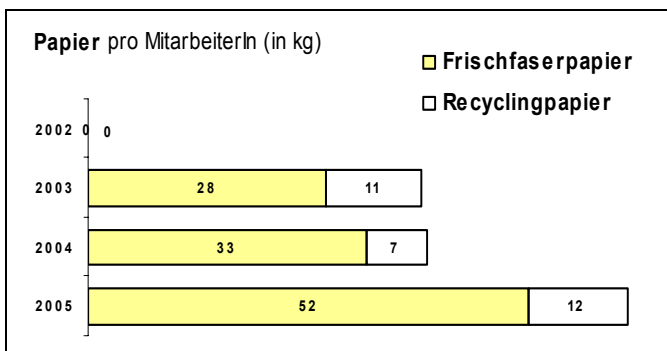 Papier pro MitarbeiterIn (in kg)
Frischfaserpapier
Recyclingpapier
2002 0 0
2003 28 11
2004 33 7
2005 52 12